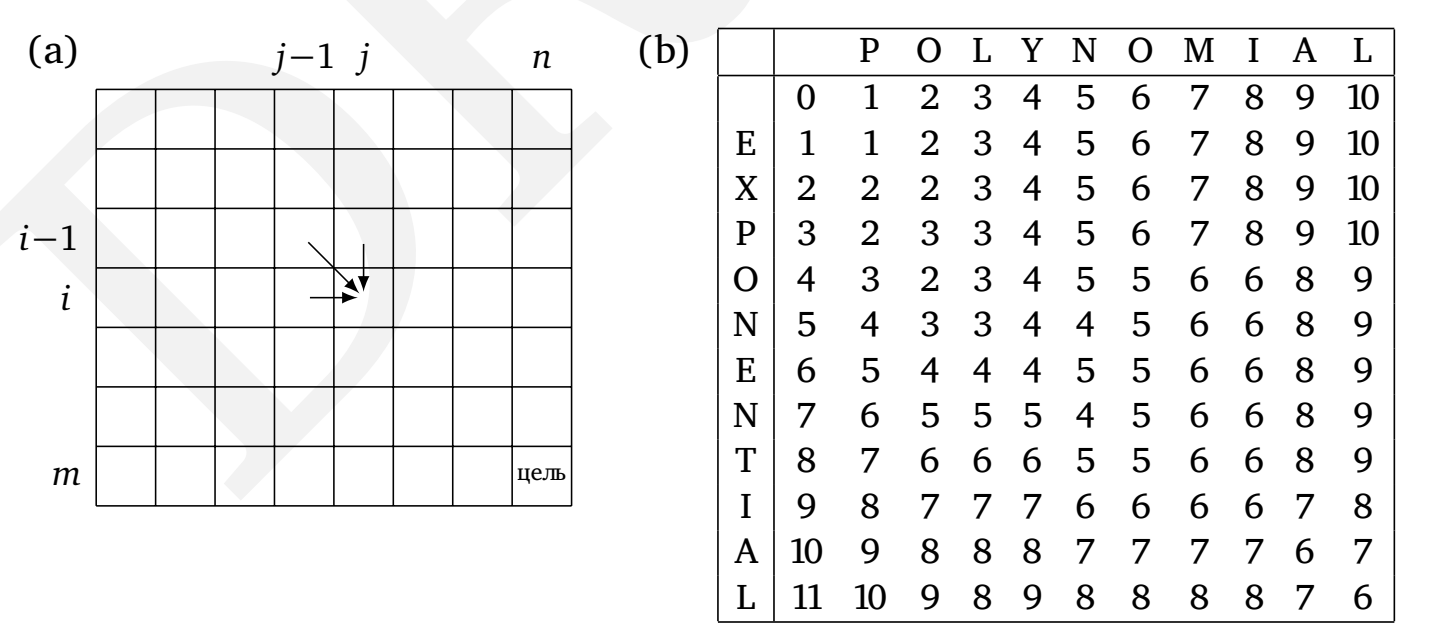 (a)
j−1 j n
i−1
i
m
цель
(b)
P O L Y N O M I A L
0 1 2 3 4 5 6 7 8 9 10
E 1 1 2 3 4 5 6 7 8 9 10
X 2 2 2 3 4 5 6 7 8 9 10
P 3 2 3 3 4 5 6 7 8 9 10
O 4 3 2 3 4 5 5 6 6 8 9
N 5 4 3 3 4 4 5 6 6 8 9
E 6 5 4 4 4 5 5 6 6 8 9
N 7 6 5 5 5 4 5 6 6 8 9
T 8 7 6 6 6 5 5 6 6 8 9
I 9 8 7 7 7 6 6 6 6 7 8
A 10 9 8 8 8 7 7 7 7 6 7
L 11 10 9 8 9 8 8 8 8 7 6